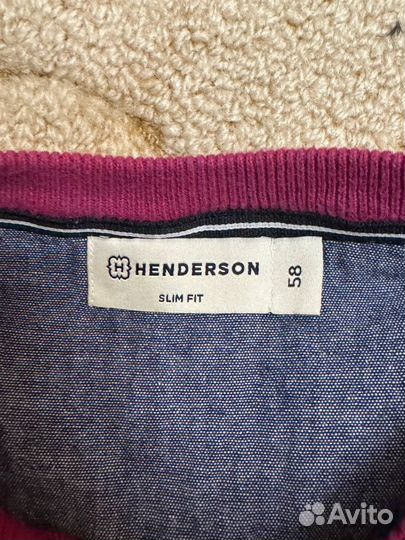 HENDERSON
SLIM FIT
58
Avito